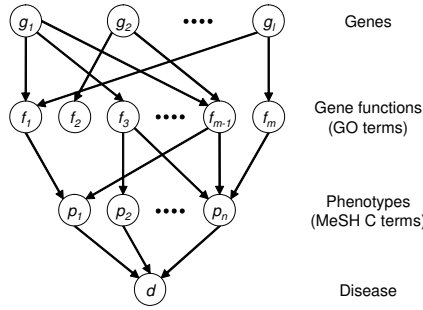 g1 g2 •••• gl Genes
f1 f2 f3 •••• fm-1 fm Gene functions
(GO terms)
p1 p2 •••• pn Phenotypes
(MeSH C terms)
d Disease